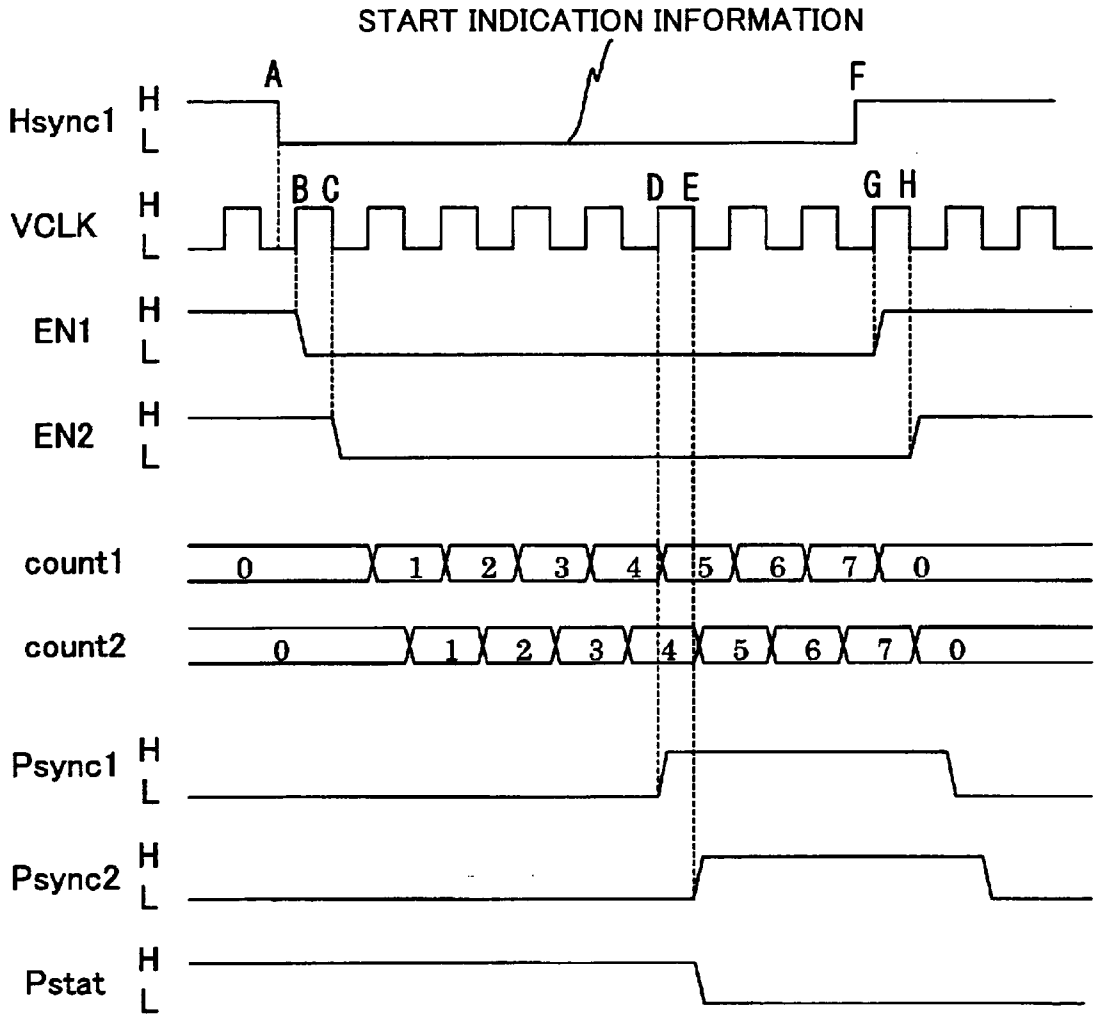 START INDICATION INFORMATION
A F
Hsync1 H L
B C D E G H
VCLK H L
EN1 H L
EN2 H L
count1 0 1 2 3 4 5 6 7 0
count2 0 1 2 3 4 5 6 7 0
Psync1 H L
Psync2 H L
Pstat H L